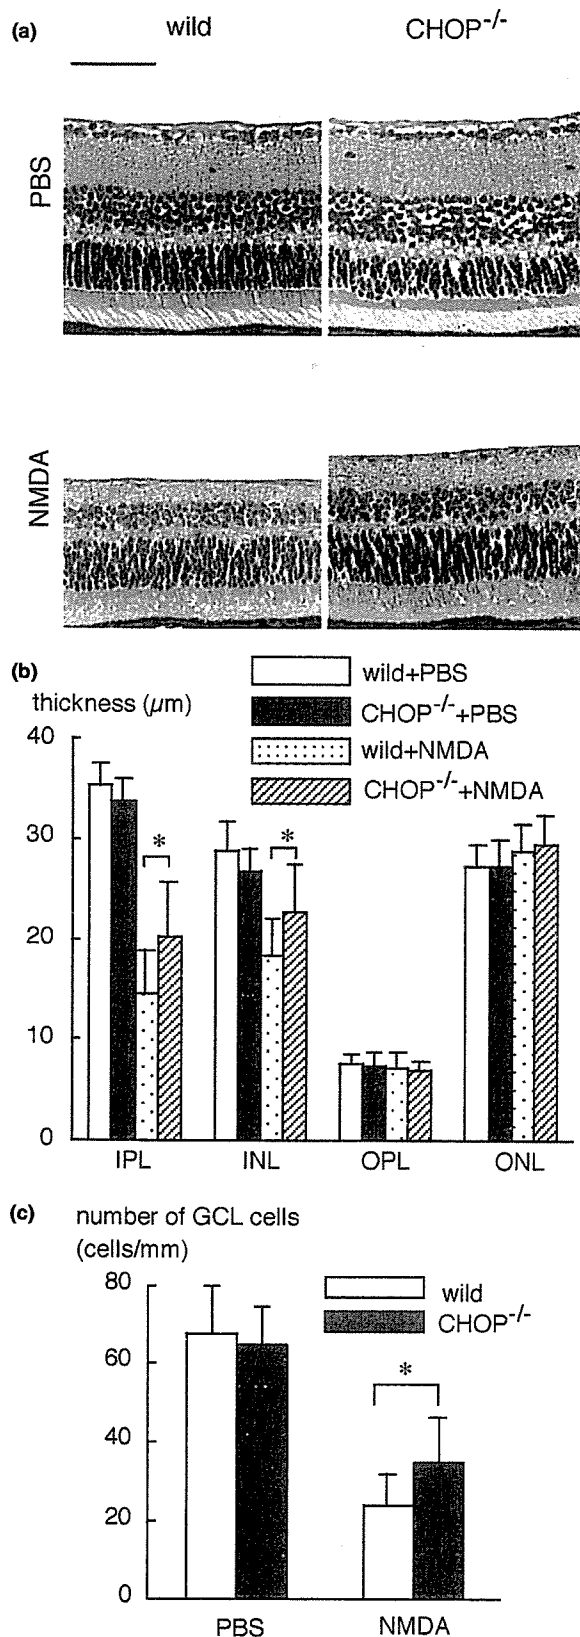 (a) wild CHOP-/-
PBS
NMDA
(b)
thickness (µm)
wild+PBS
CHOP-/-+PBS
wild+NMDA
CHOP-/-+NMDA
40
30
20
10
0
* *
IPL INL OPL ONL
(c) number of GCL cells
(cells/mm)
wild
CHOP-/-
80
60
40
20
0
*
PBS NMDA